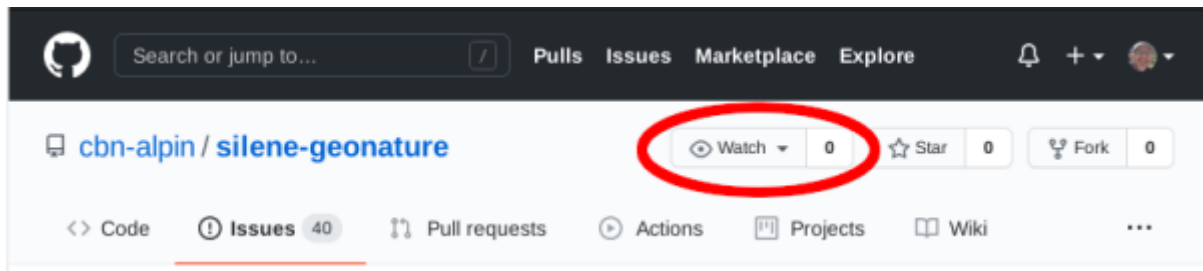 Search or jump to... / Pulls Issues Marketplace Explore
cbn-alpin / silene-geonature Watch 0 Star 0 Fork 0
Code Issues 40 Pull requests Actions Projects Wiki ...